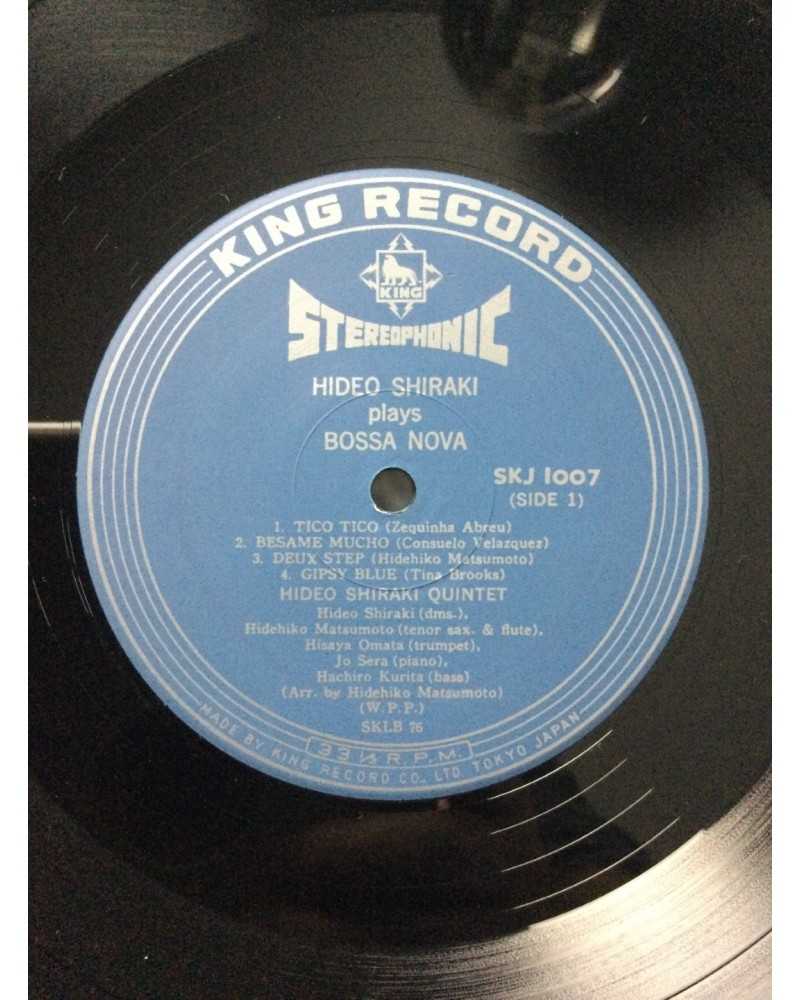 KING RECORD
KING
STEREOPHONIC
HIDEO SHIRAKI
plays
BOSSA NOVA
SKJ 1007
(SIDE 1)
1. TICO TICO (Zequinha Abreu)
2. BESAME MUCHO (Consuelo Velazquez)
3. DEUX STEP (Hidehiko Matsumoto)
4. GIPSY BLUE (Tina Brooks)
HIDEO SHIRAKI QUINTET
Hideo Shiraki (dms.),
Hidehiko Matsumoto (tenor sax. & flute),
Hisaya Omata (trumpet),
Jo Sera (piano),
Hachiro Kurita (bass)
(Arr. by Hidehiko Matsumoto)
(W.P.P.)
SKLB 76
33⅓ R.P.M.
MADE BY KING RECORD CO., LTD TOKYO JAPAN